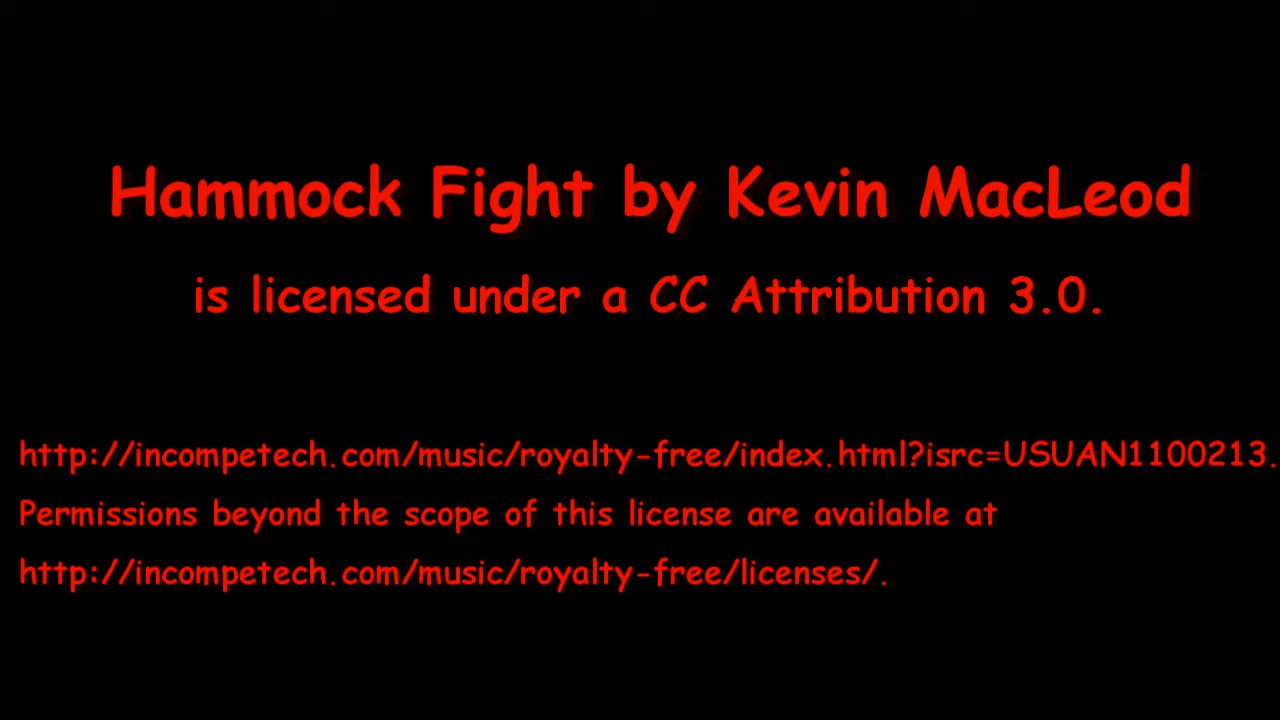 Hammock Fight by Kevin MacLeod
is licensed under a CC Attribution 3.0.
http://incompetech.com/music/royalty-free/index.html?isrc=USUAN1100213.
Permissions beyond the scope of this license are available at
http://incompetech.com/music/royalty-free/licenses/.